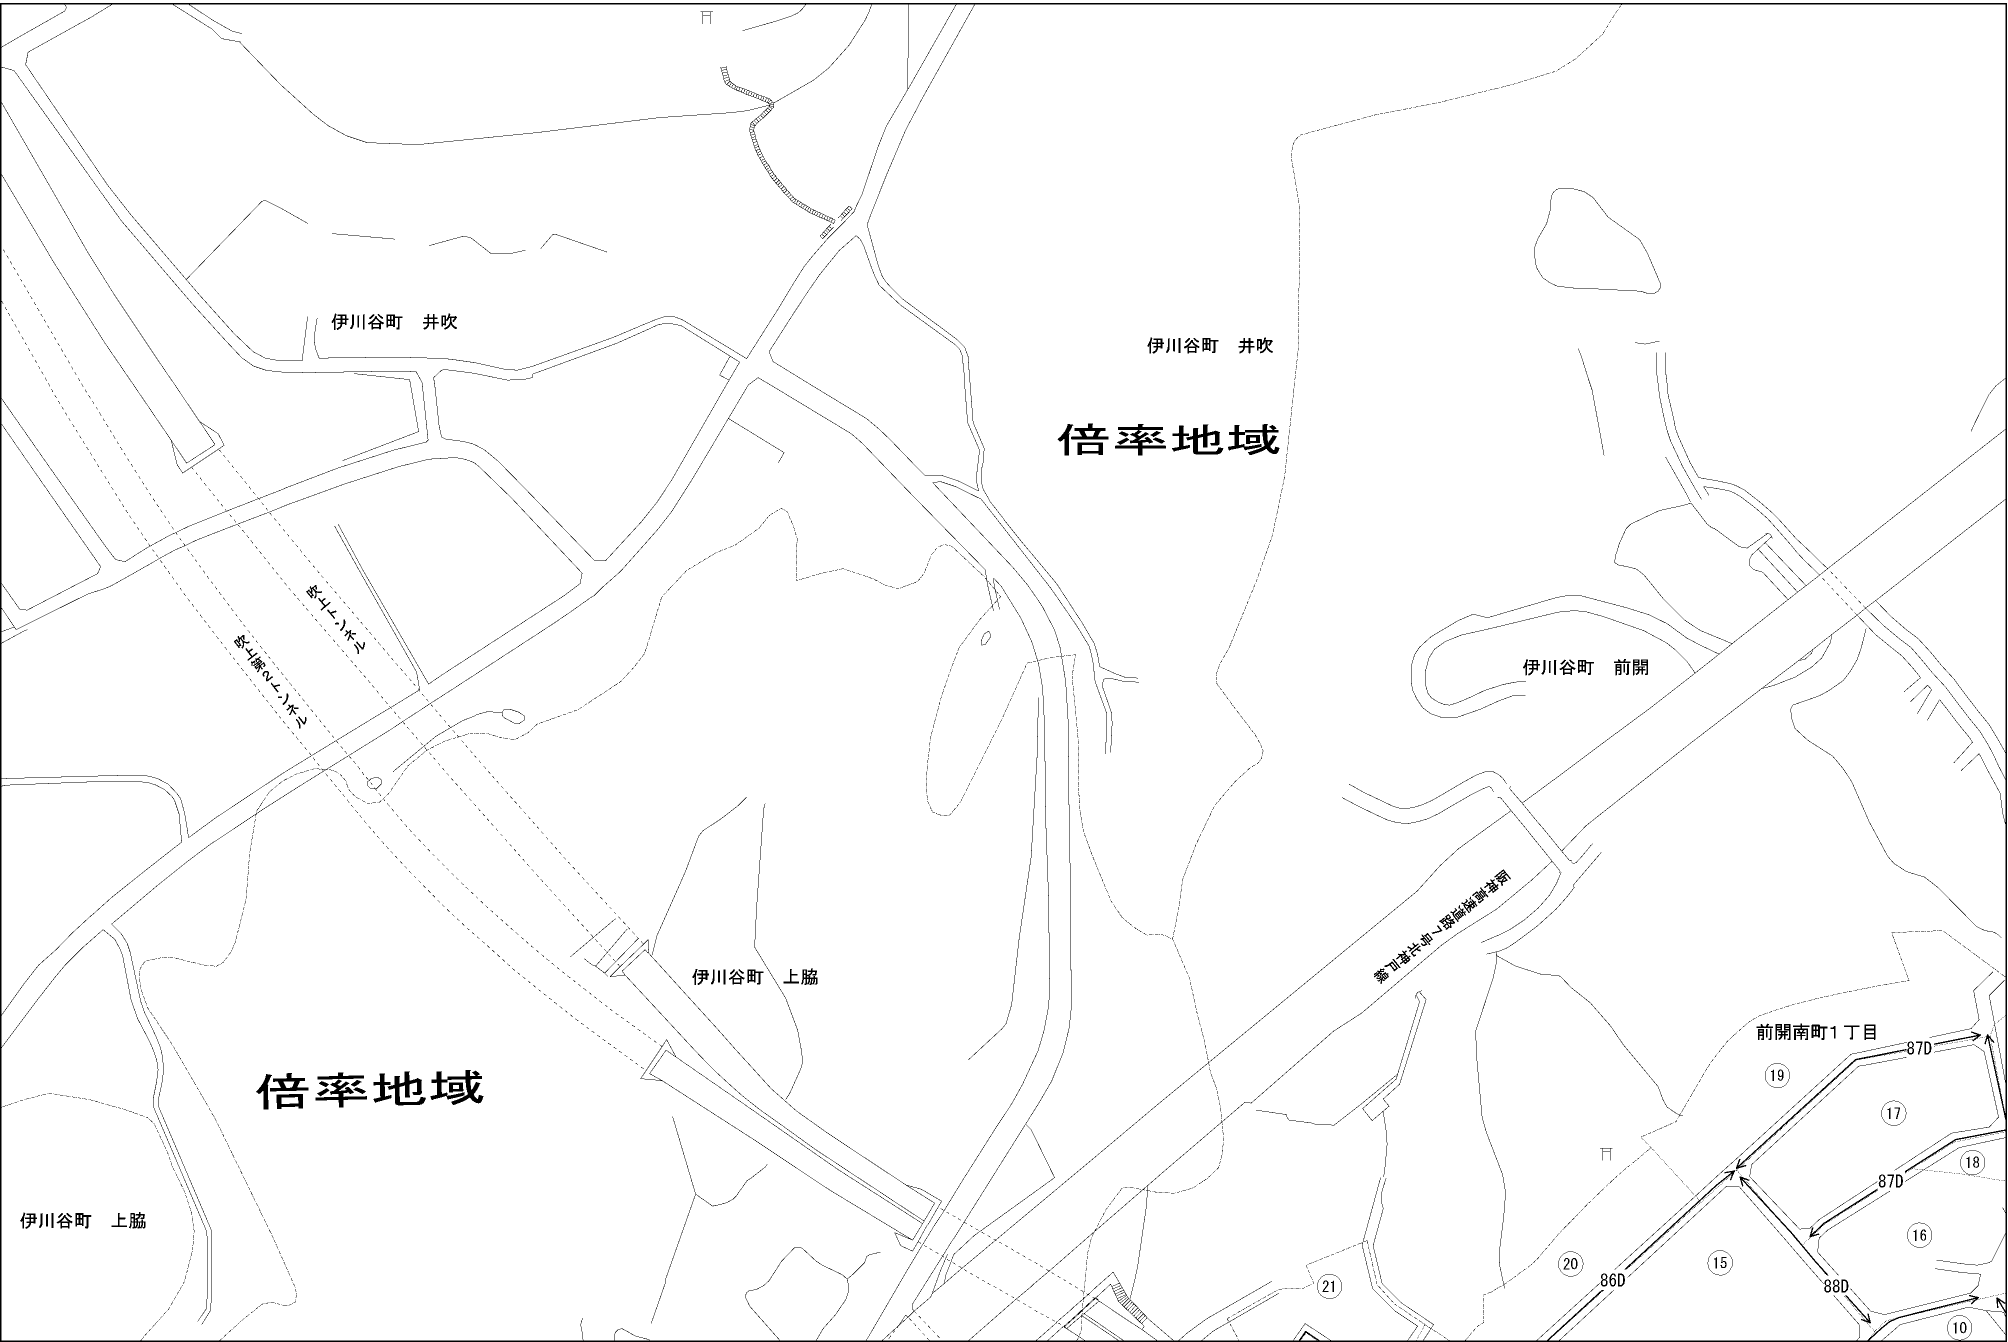 伊川谷町　井吹
伊川谷町　井吹
倍率地域
吹上トンネル
吹上第2トンネル
伊川谷町　前開
阪神高速道路7号北神戸線
伊川谷町　上脇
前開南町1丁目
87D
19
倍率地域
17
18
87D
伊川谷町　上脇
16
20
15
86D
88D
21
10